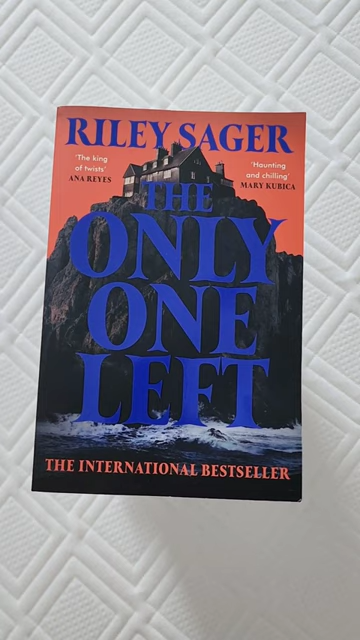 RILEY SAGER
'The king
of twists'
ANA REYES
'Haunting
and chilling'
MARY KUBICA
THE
ONLY
ONE
LEFT
THE INTERNATIONAL BESTSELLER